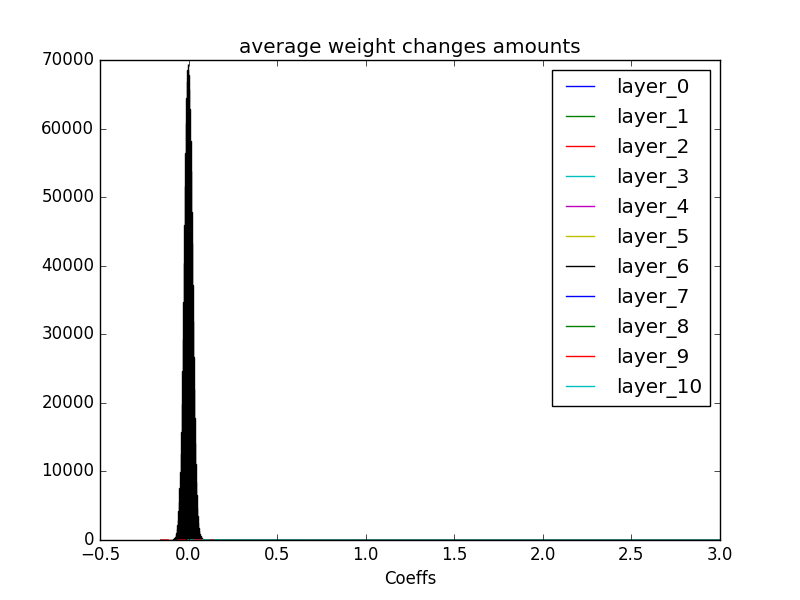 average weight changes amounts
70000
60000
50000
40000
30000
20000
10000
0
−0.5 0.0 0.5 1.0 1.5 2.0 2.5 3.0
Coeffs
layer_0
layer_1
layer_2
layer_3
layer_4
layer_5
layer_6
layer_7
layer_8
layer_9
layer_10